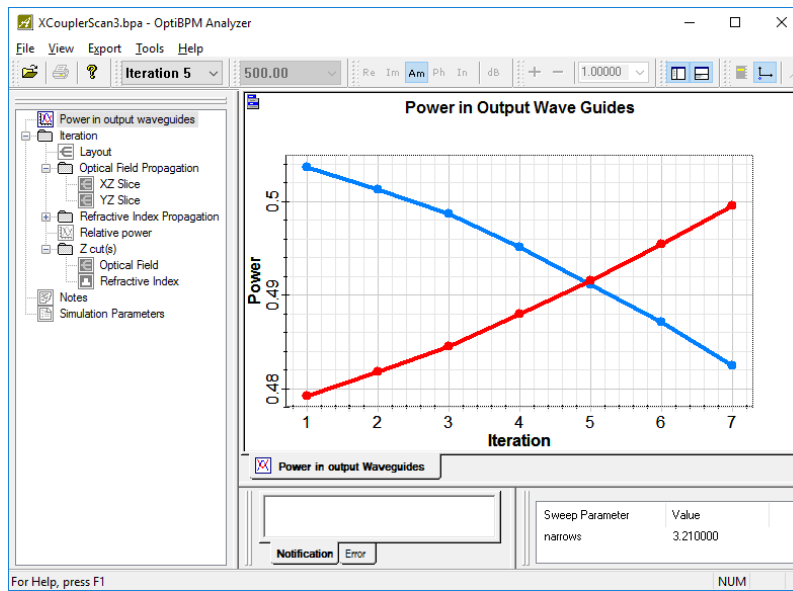 XCouplerScan3.bpa - OptiBPM Analyzer
File View Export Tools Help
Iteration 5 500.00 Re Im Am Ph In dB 1.00000
Power in output waveguides
Iteration
Layout
Optical Field Propagation
XZ Slice
YZ Slice
Refractive Index Propagation
Relative power
Z cut(s)
Optical Field
Refractive Index
Notes
Simulation Parameters
Power in Output Wave Guides
Power
0.5
0.49
0.48
1 2 3 4 5 6 7
Iteration
Power in output Waveguides
Notification Error
Sweep Parameter Value
narrows 3.210000
For Help, press F1 NUM